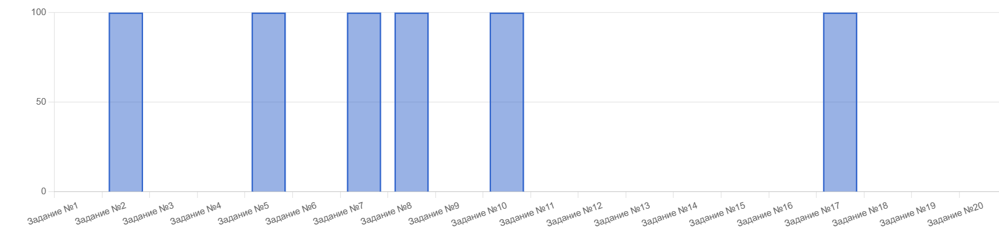 100
50
0
Задание №1
Задание №2
Задание №3
Задание №4
Задание №5
Задание №6
Задание №7
Задание №8
Задание №9
Задание №10
Задание №11
Задание №12
Задание №13
Задание №14
Задание №15
Задание №16
Задание №17
Задание №18
Задание №19
Задание №20